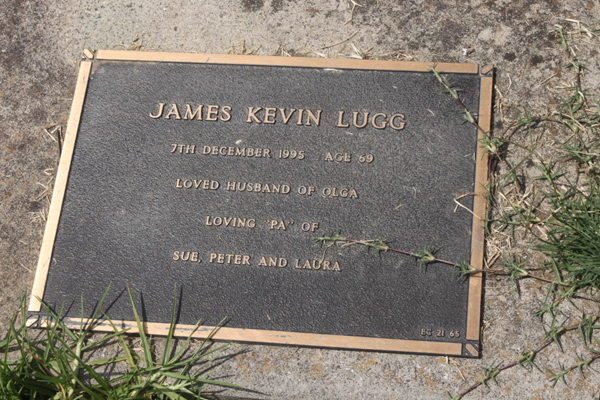 JAMES KEVIN LUGG
7TH DECEMBER 1995 AGE 69
LOVED HUSBAND OF OLGA
LOVING "PA" OF
SUE, PETER AND LAURA
EG 21 65